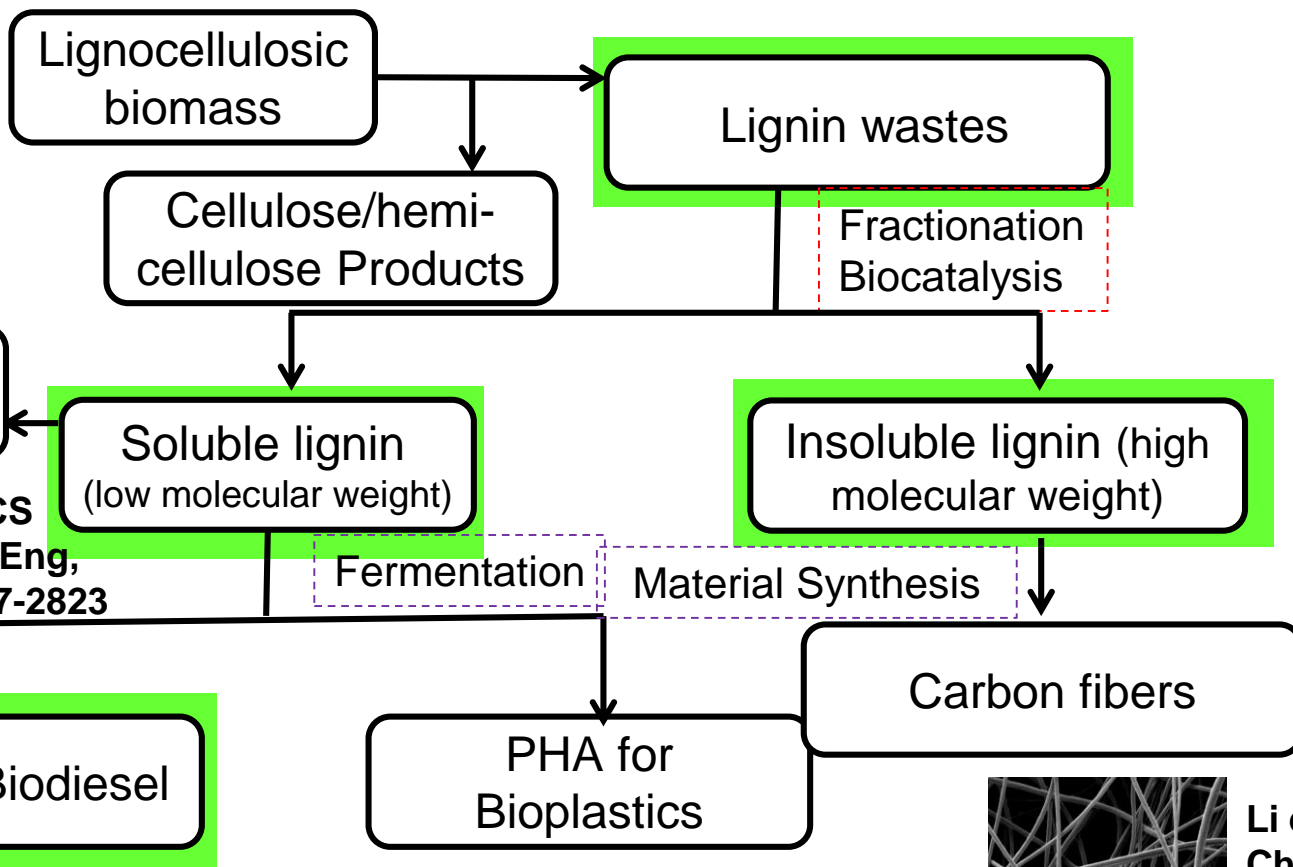 Lignocellulosic
biomass
Lignin wastes
Cellulose/hemi-
cellulose Products
Fractionation
Biocatalysis
Soluble lignin
(low molecular weight)
Insoluble lignin (high
molecular weight)
CS
Eng,
7-2823
Fermentation
Material Synthesis
Carbon fibers
PHA for
Bioplastics
Biodiesel
Li
Ch